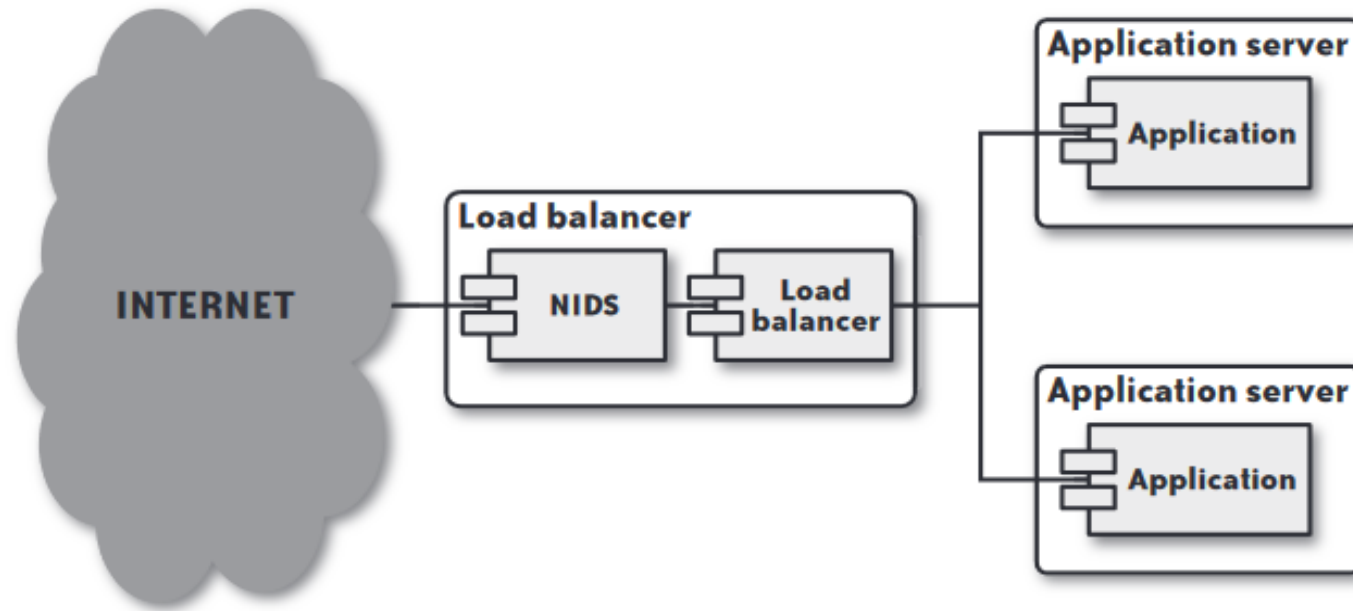 INTERNET
Load balancer
NIDS
Load
balancer
Application server
Application
Application server
Application